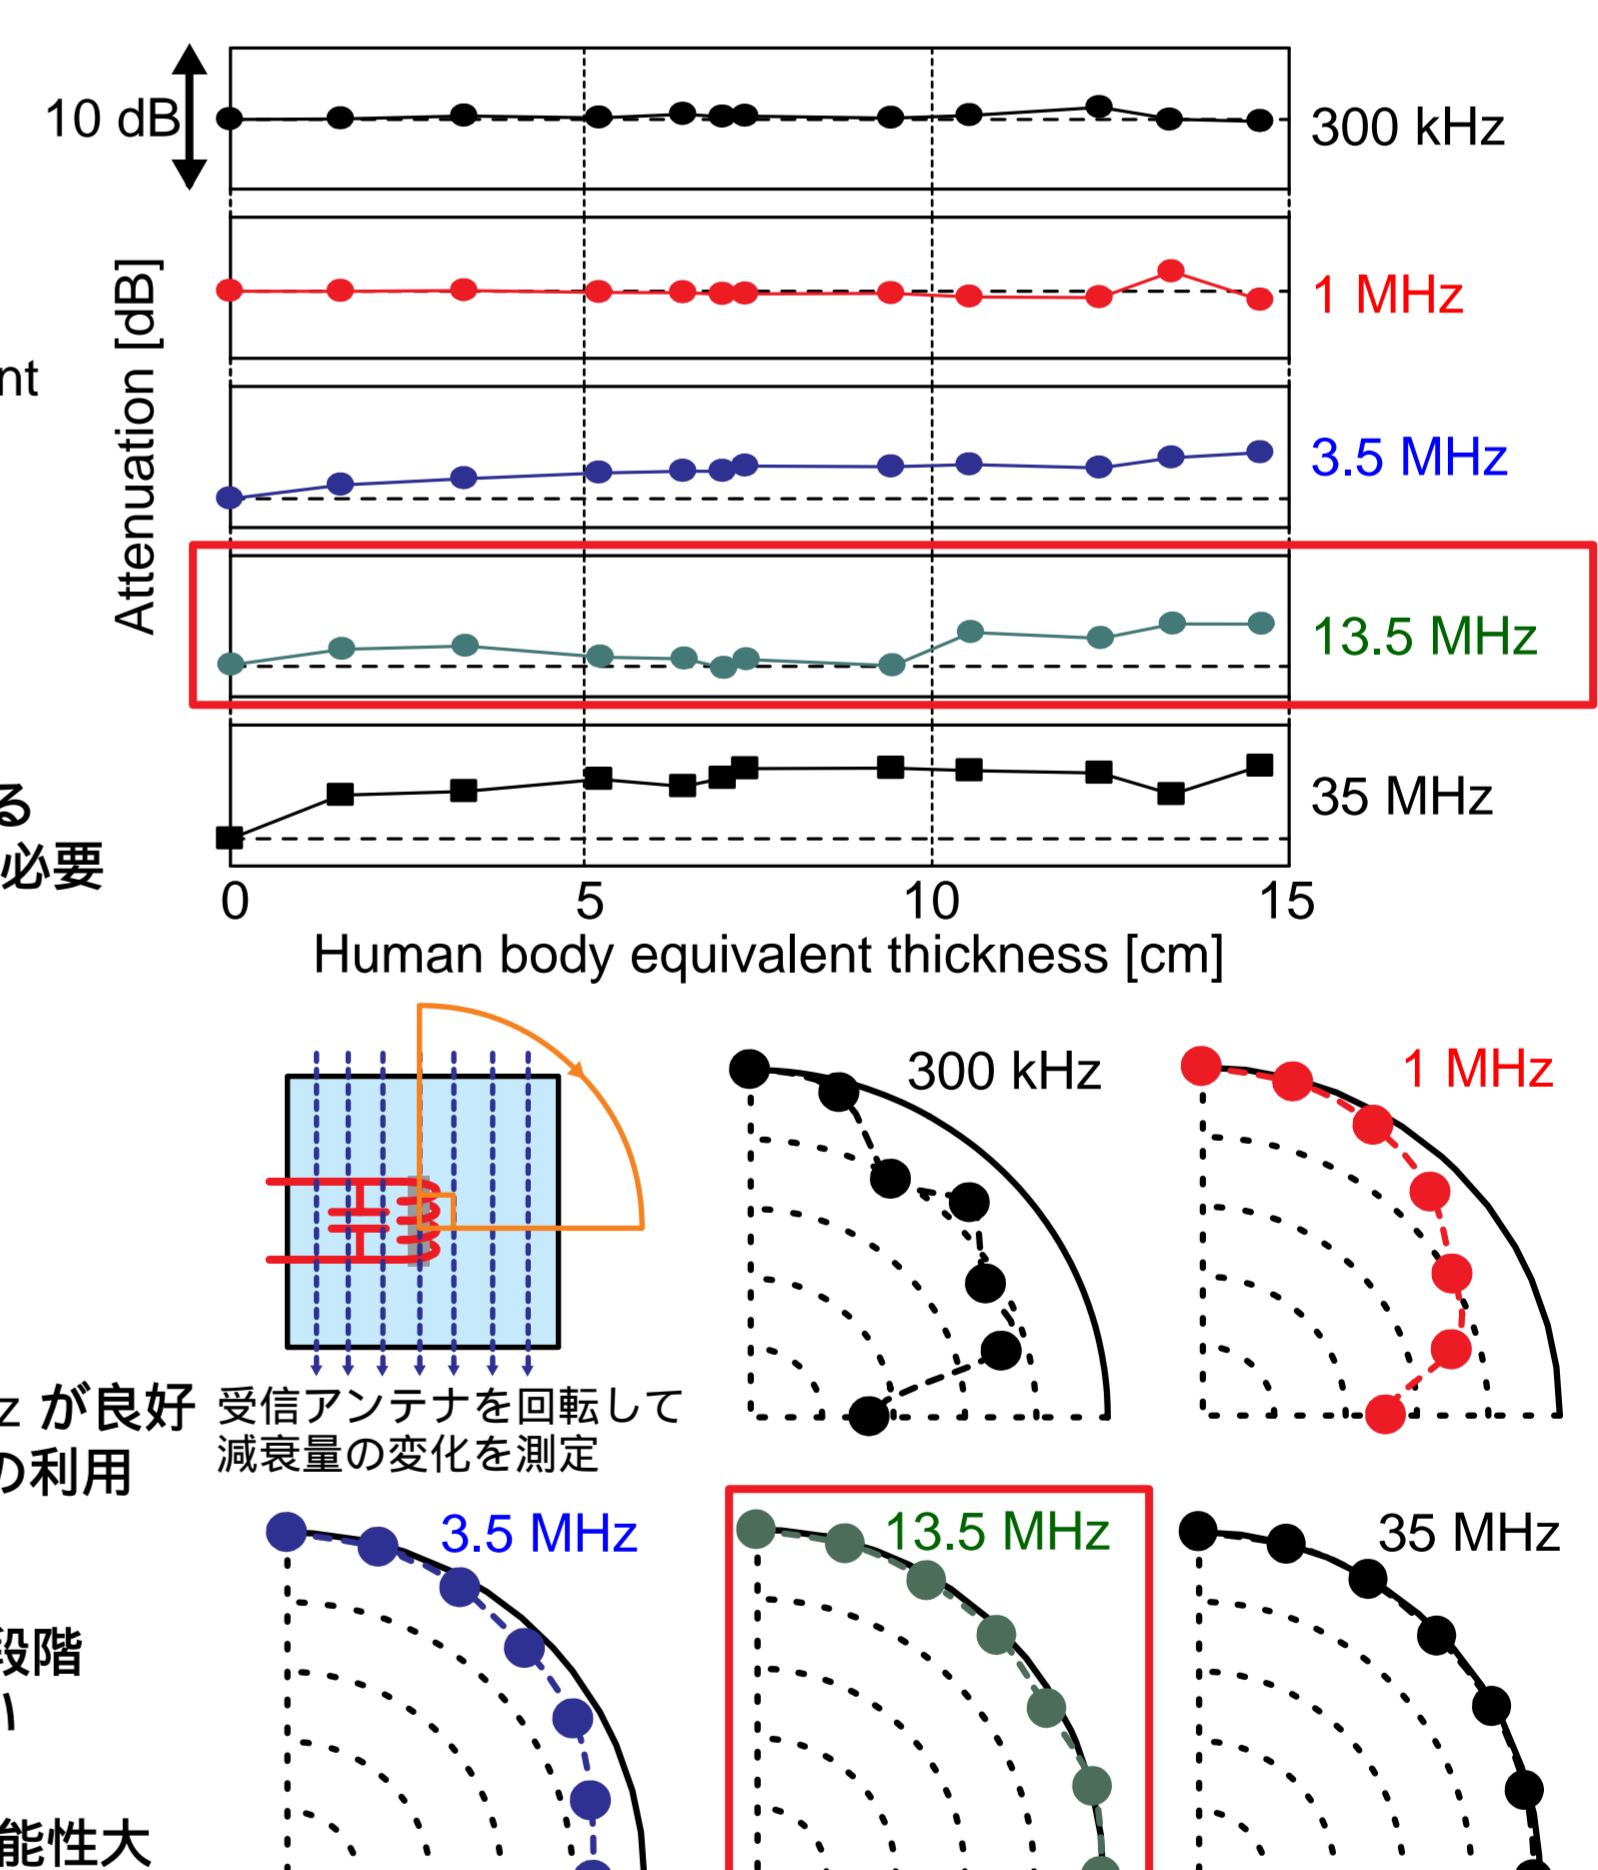 10 dB
300 kHz
1 MHz
Attenuation [dB]
nt
3.5 MHz
13.5 MHz
る
35 MHz
必要
0 5 10 15
Human body equivalent thickness [cm]
300 kHz
1 MHz
z が良好
の利用
受信アンテナを回転して
減衰量の変化を測定
3.5 MHz
13.5 MHz
35 MHz
段階
能性大